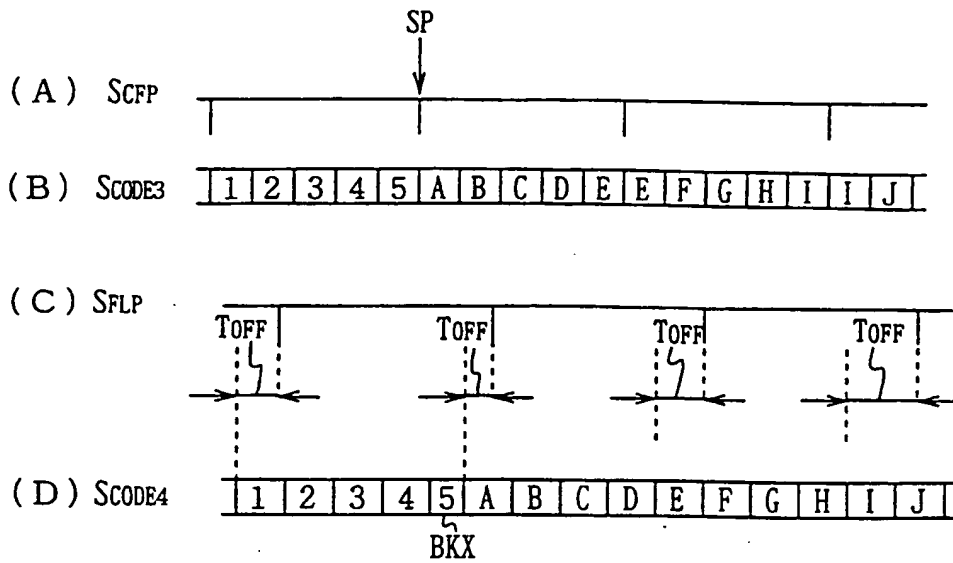 SP
(A) SCFP
(B) SCODE3 1 2 3 4 5 A B C D E E F G H I I J
(C) SFLP
TOFF TOFF TOFF TOFF
(D) SCODE4 1 2 3 4 5 A B C D E F G H I J
BKX